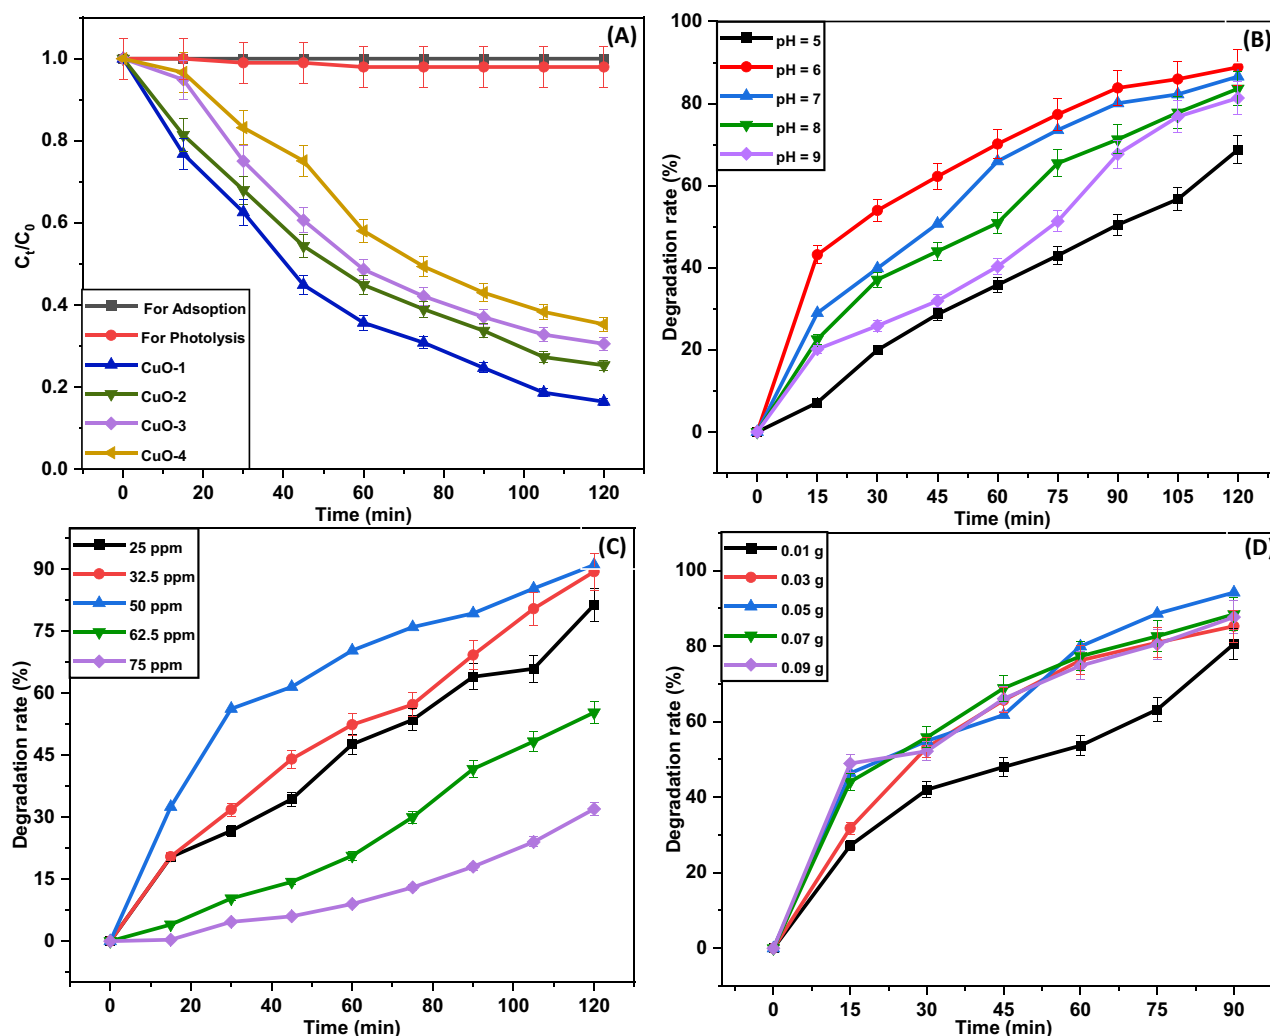 (A)
1.0
0.8
0.6
0.4
0.2
0.0
Cₜ/C₀
For Adsoption
For Photolysis
CuO-1
CuO-2
CuO-3
CuO-4
0 20 40 60 80 100 120
Time (min)
(B)
100
80
60
40
20
0
Degradation rate (%)
pH = 5
pH = 6
pH = 7
pH = 8
pH = 9
0 15 30 45 60 75 90 105 120
Time (min)
(C)
90
75
60
45
30
15
0
Degradation rate (%)
25 ppm
32.5 ppm
50 ppm
62.5 ppm
75 ppm
0 20 40 60 80 100 120
Time (min)
(D)
100
80
60
40
20
0
Degradation rate (%)
0.01 g
0.03 g
0.05 g
0.07 g
0.09 g
0 15 30 45 60 75 90
Time (min)